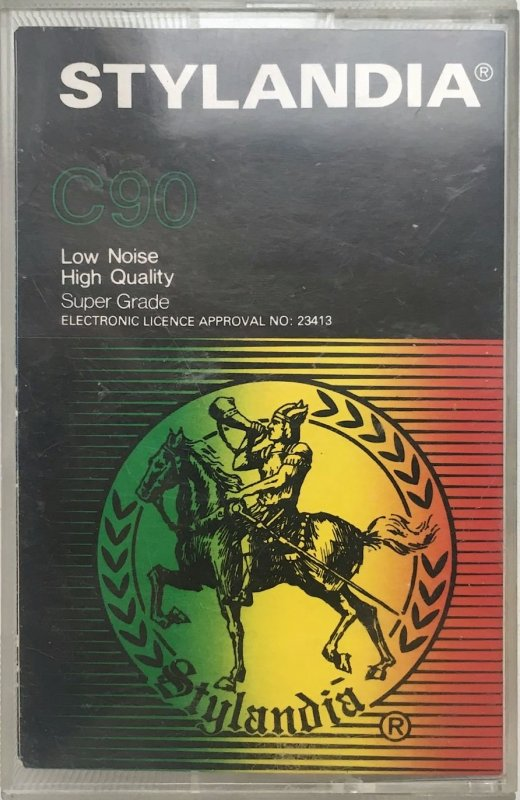 STYLANDIA®
C90
Low Noise
High Quality
Super Grade
ELECTRONIC LICENCE APPROVAL NO: 23413
Stylandia
®